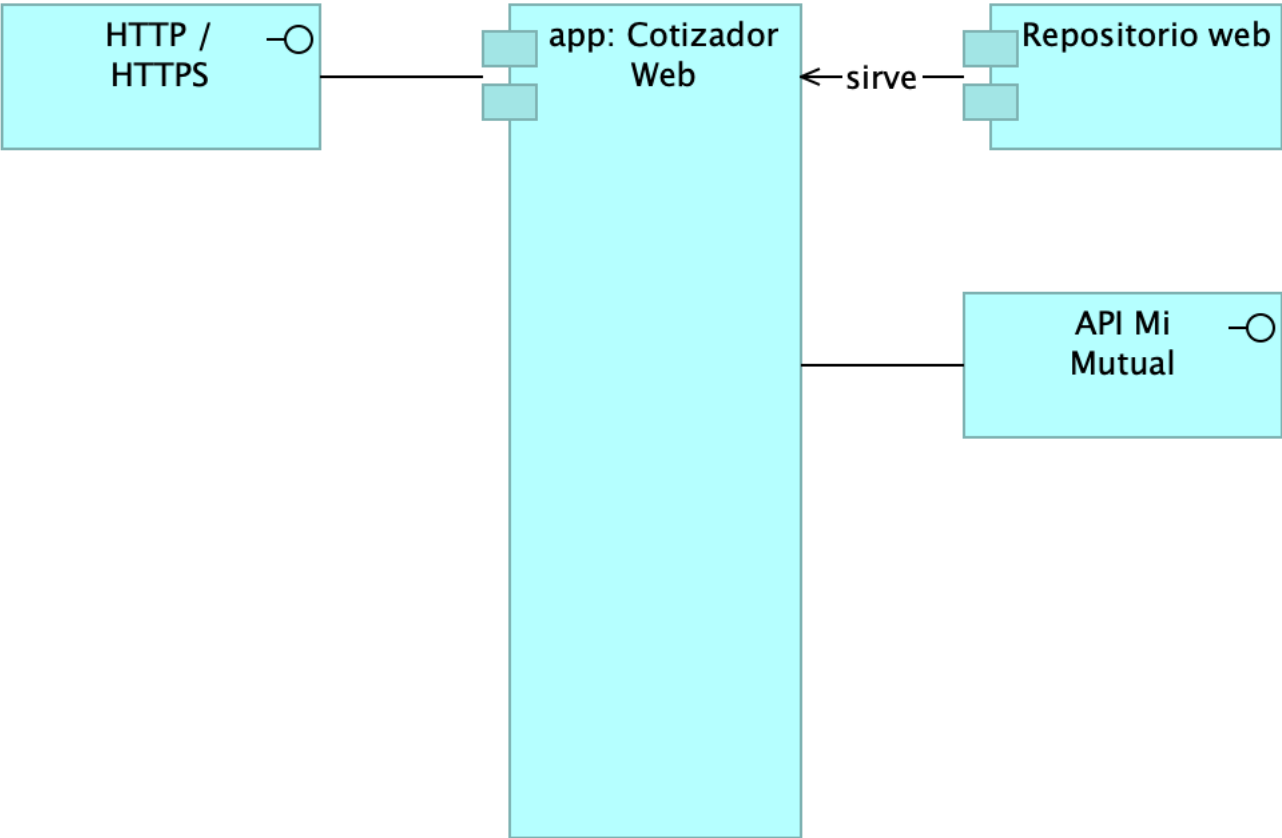 HTTP /
HTTPS
app: Cotizador
Web
sirve
Repositorio web
API Mi
Mutual